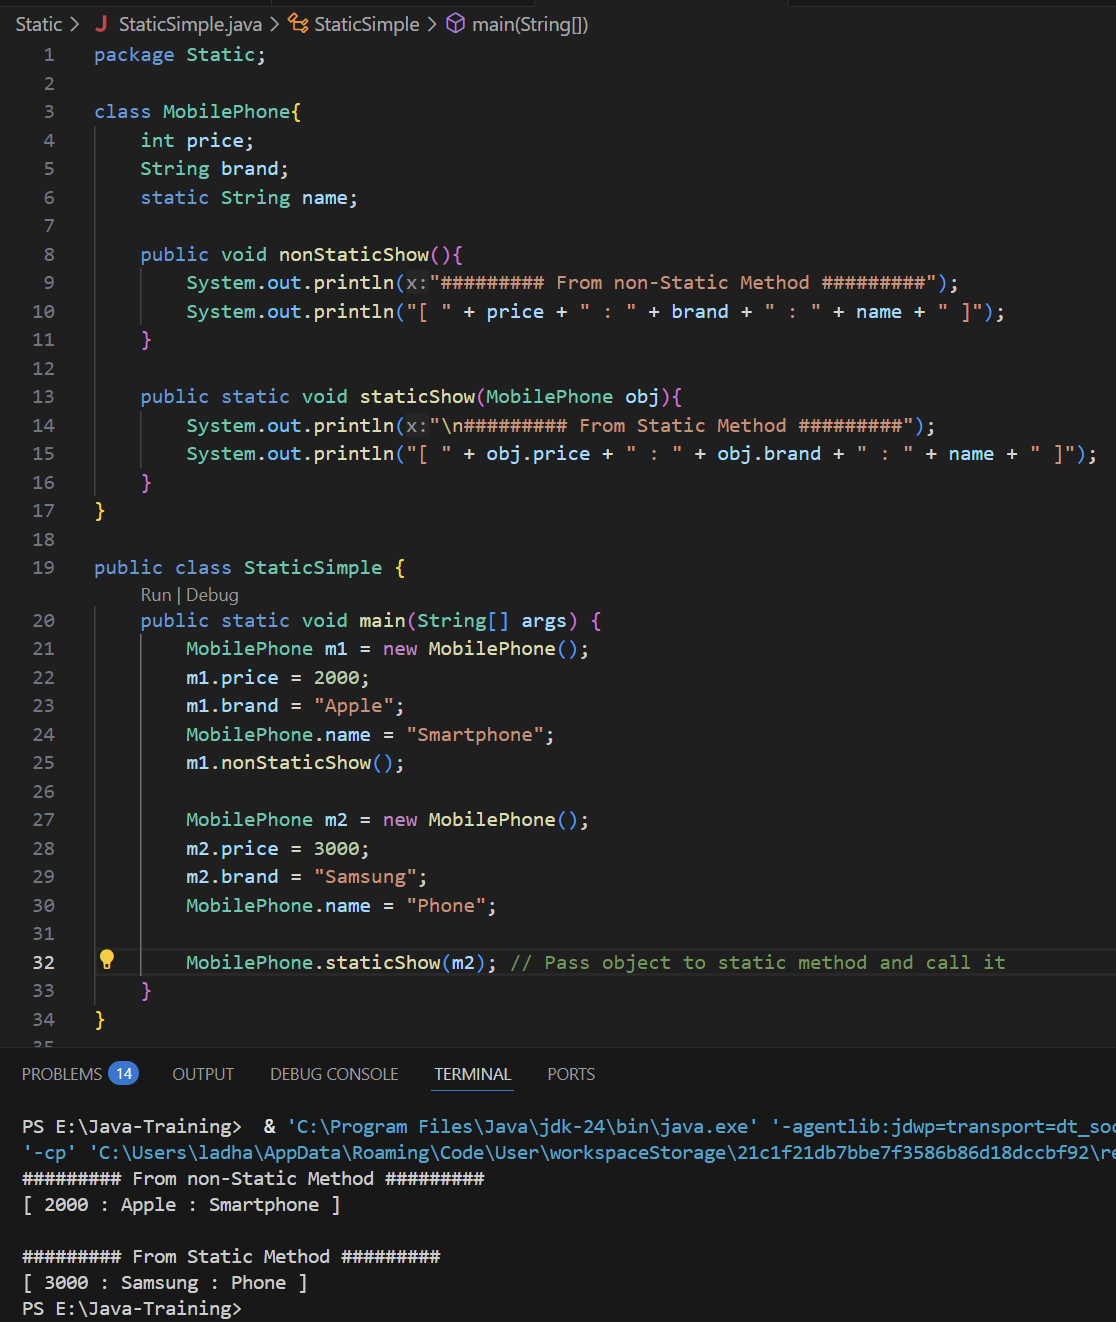 Static > StaticSimple.java > StaticSimple > main(String[])
1 package Static;
2
3 class MobilePhone{
4     int price;
5     String brand;
6     static String name;
7
8     public void nonStaticShow(){
9         System.out.println(x:"######### From non-Static Method #########");
10         System.out.println("[ " + price + " : " + brand + " : " + name + " ]");
11     }
12
13     public static void staticShow(MobilePhone obj){
14         System.out.println(x:"\n######### From Static Method #########");
15         System.out.println("[ " + obj.price + " : " + obj.brand + " : " + name + " ]");
16     }
17 }
18
19 public class StaticSimple {
Run | Debug
20     public static void main(String[] args) {
21         MobilePhone m1 = new MobilePhone();
22         m1.price = 2000;
23         m1.brand = "Apple";
24         MobilePhone.name = "Smartphone";
25         m1.nonStaticShow();
26
27         MobilePhone m2 = new MobilePhone();
28         m2.price = 3000;
29         m2.brand = "Samsung";
30         MobilePhone.name = "Phone";
31
32         MobilePhone.staticShow(m2); // Pass object to static method and call it
33     }
34 }
35
PROBLEMS 14 OUTPUT DEBUG CONSOLE TERMINAL PORTS
PS E:\Java-Training>  & 'C:\Program Files\Java\jdk-24\bin\java.exe' '-agentlib:jdwp=transport=dt_soc
'-cp' 'C:\Users\ladha\AppData\Roaming\Code\User\workspaceStorage\21c1f21db7bbe7f3586b86d18dccbf92\re
######### From non-Static Method #########
[ 2000 : Apple : Smartphone ]

######### From Static Method #########
[ 3000 : Samsung : Phone ]
PS E:\Java-Training>